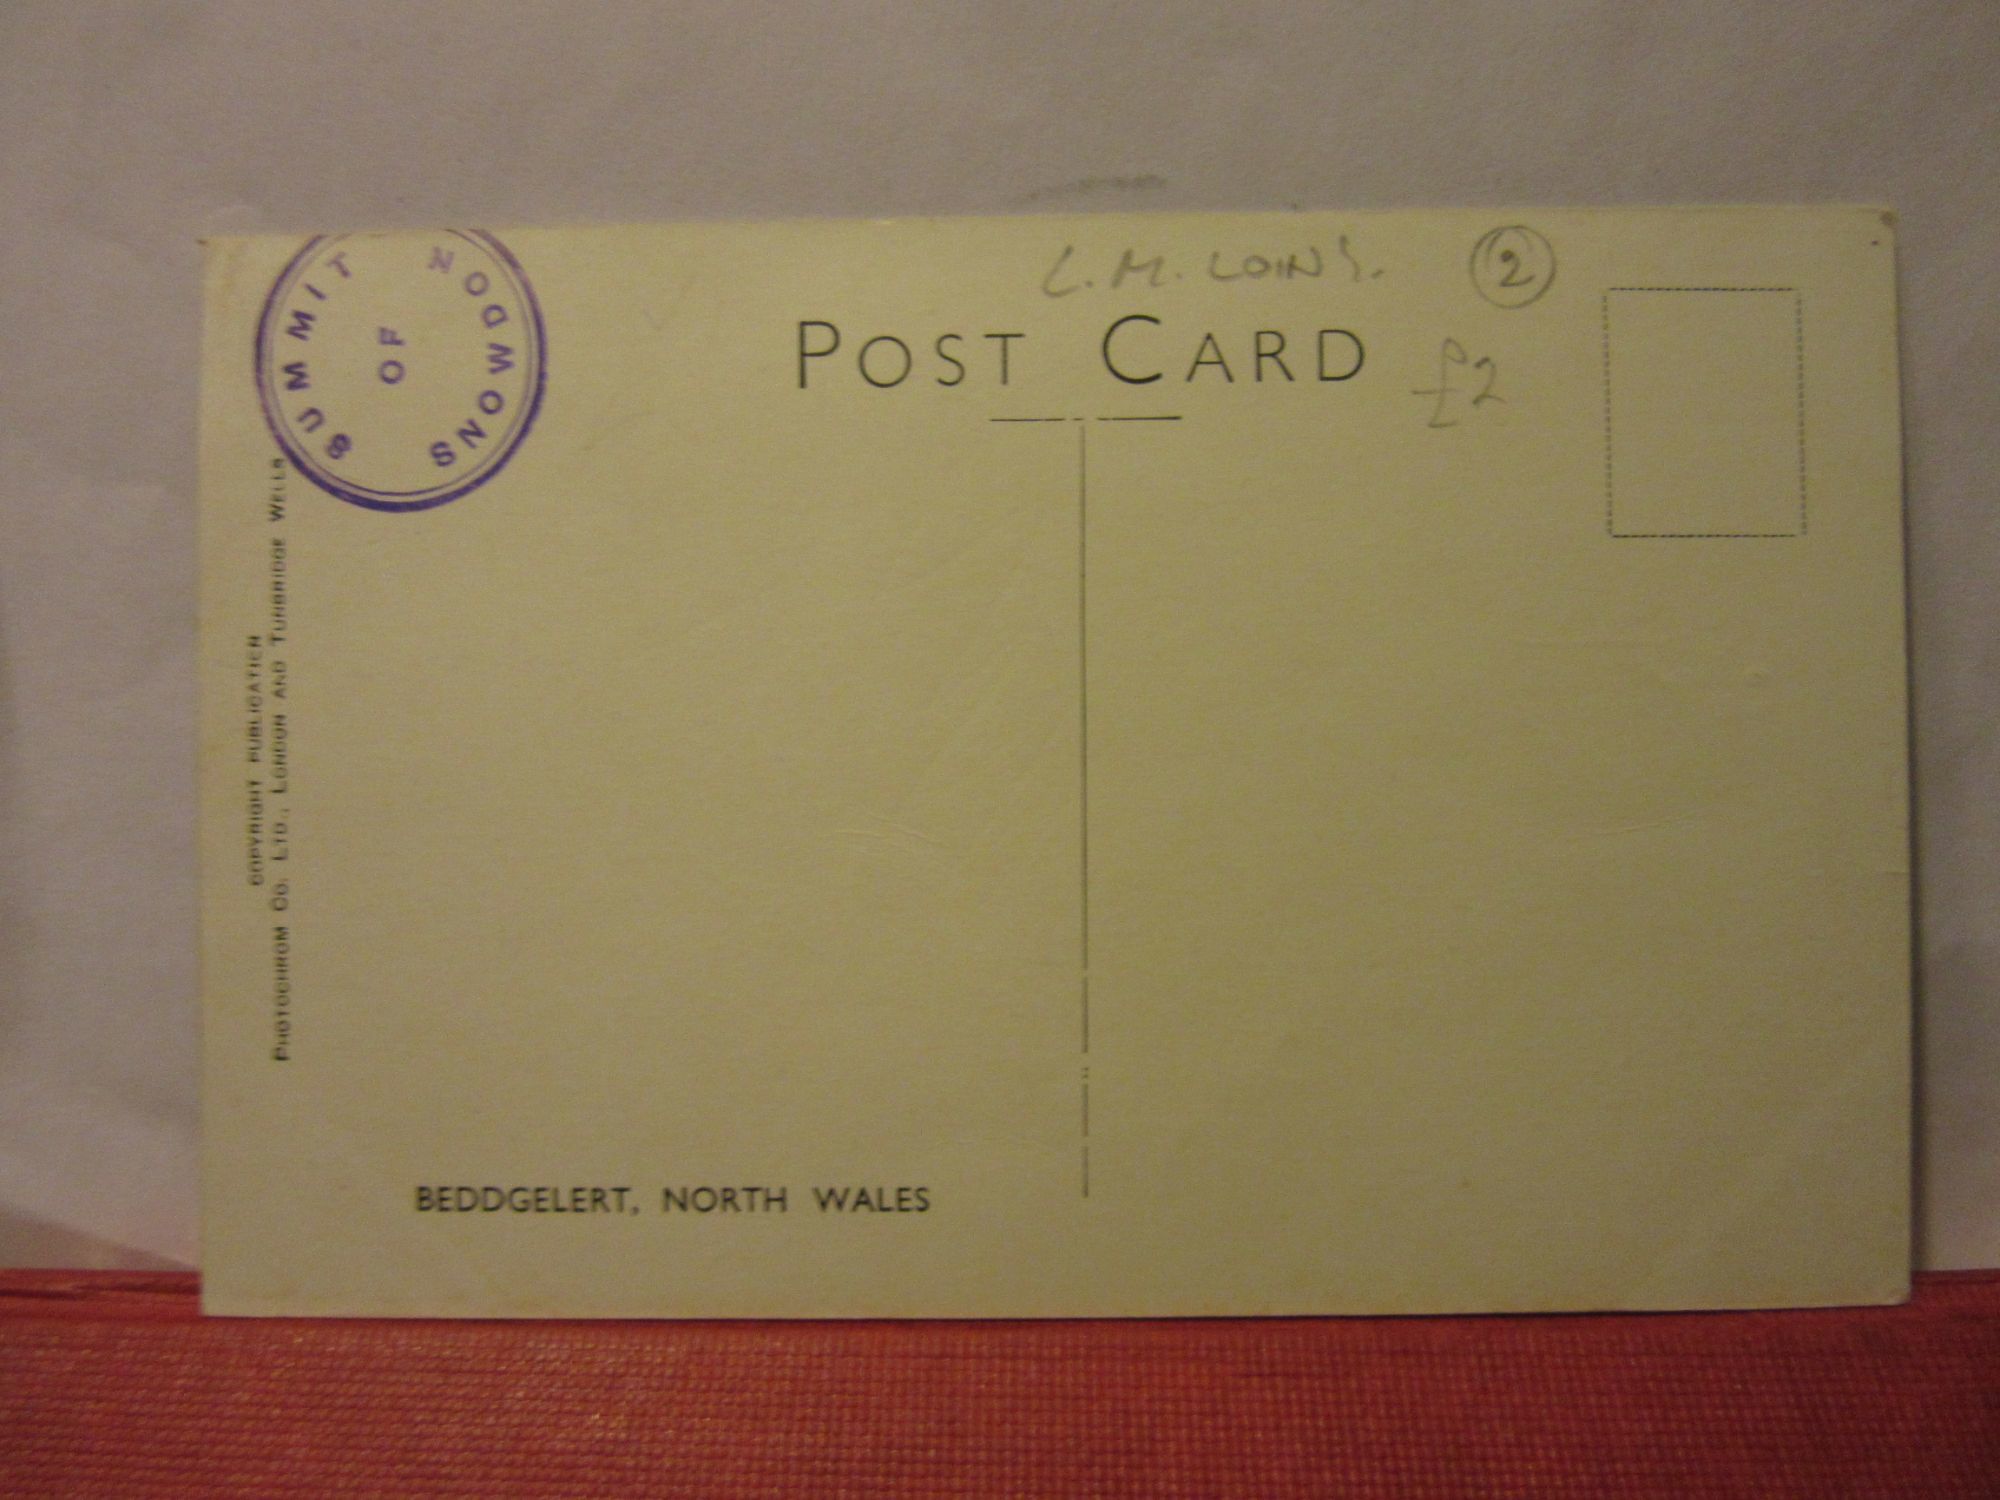 SUMMIT OF SNOWDON
L.M. LOINS.
2
POST CARD
£2
COPYRIGHT PUBLICATION
PHOTOCHROM CO. LTD., LONDON AND TUNBRIDGE WELLS
BEDDGELERT, NORTH WALES